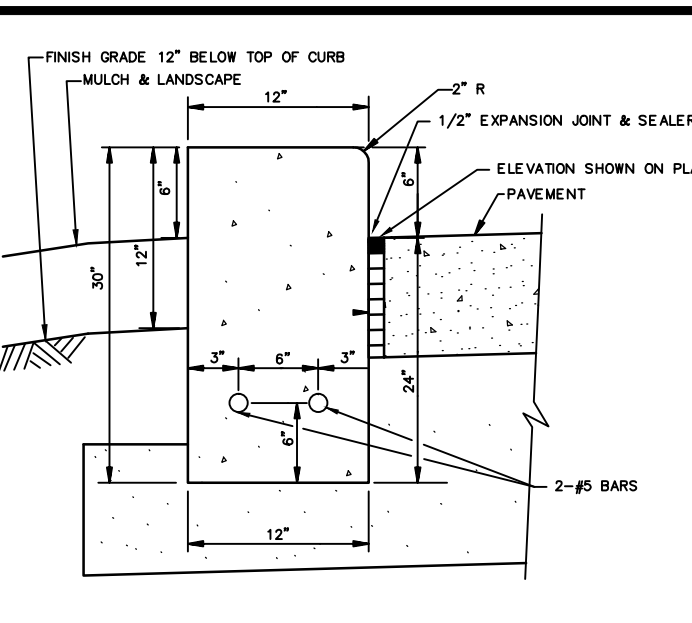 FINISH GRADE 12" BELOW TOP OF CURB
MULCH & LANDSCAPE
12"
2" R
1/2" EXPANSION JOINT & SEALER
ELEVATION SHOWN ON
PAVEMENT
6"
6"
12"
30"
3"
6"
3"
24"
6"
2-#5 BARS
12"